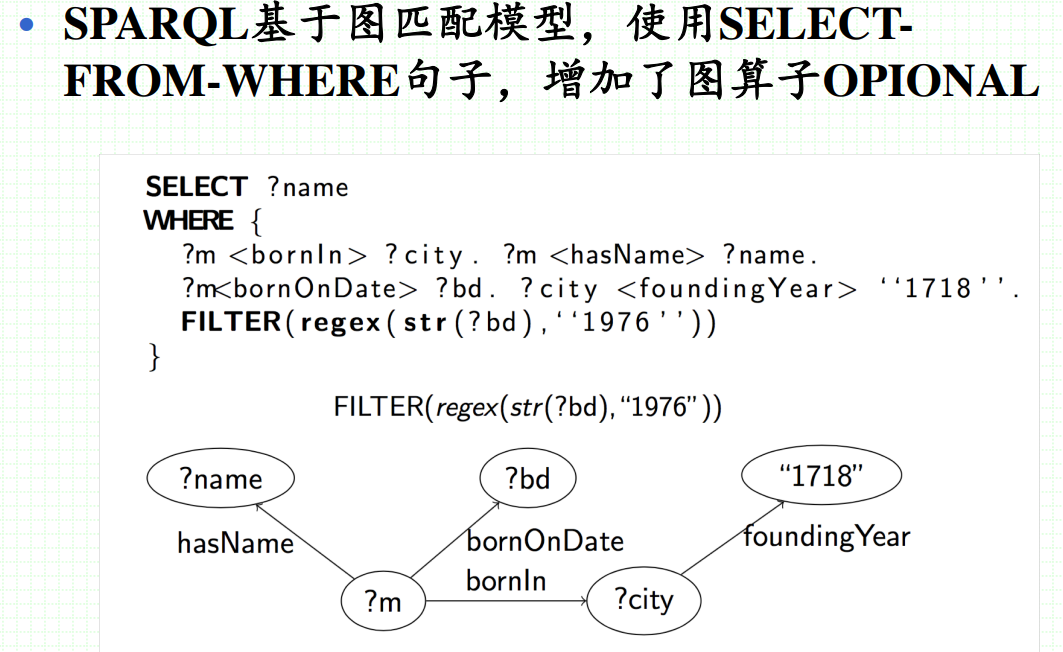 • SPARQL基于图匹配模型，使用SELECT-
FROM-WHERE句子，增加了图算子OPIONAL
SELECT ?name
WHERE {
?m <bornIn> ?city. ?m <hasName> ?name.
?m<bornOnDate> ?bd. ?city <foundingYear> ‘‘1718’’.
FILTER(regex(str(?bd),‘‘1976’’))
}
FILTER(regex(str(?bd),“1976”))
?name ?bd “1718”
hasName bornOnDate foundingYear
bornIn
?m ?city